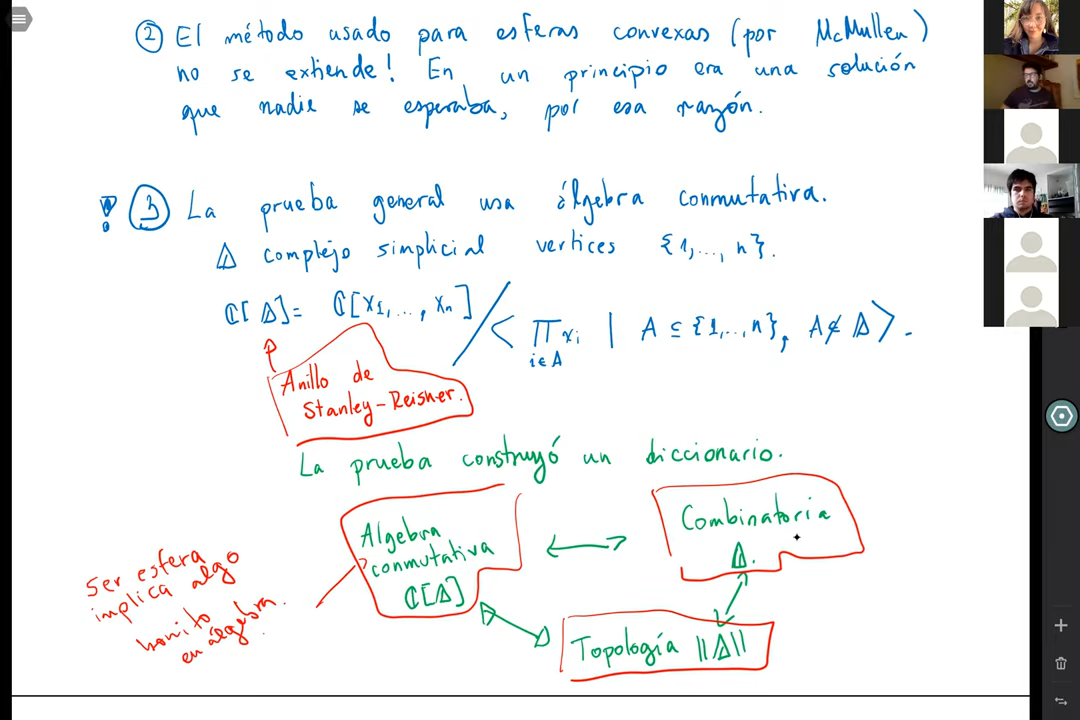 ② El método usado para esferas convexas (por McMullen)
no se extiende! En un principio era una solución
que nadie se esperaba, por esa razón.
! ③ La prueba general usa álgebra conmutativa.
Δ complejo simplicial vertices {1,..., n}.
ℂ[Δ] = ℂ[x₁,..., xₙ] / < ∏ xᵢ | A ⊆ {1,..,n}, A ∉ Δ >.
i∈A
Anillo de
Stanley-Reisner.
La prueba construyó un diccionario.
Algebra
conmutativa
ℂ[Δ]
Combinatoria
Δ.
Topología ||Δ||
Ser esfera
implica algo
bonito
en álgebra.